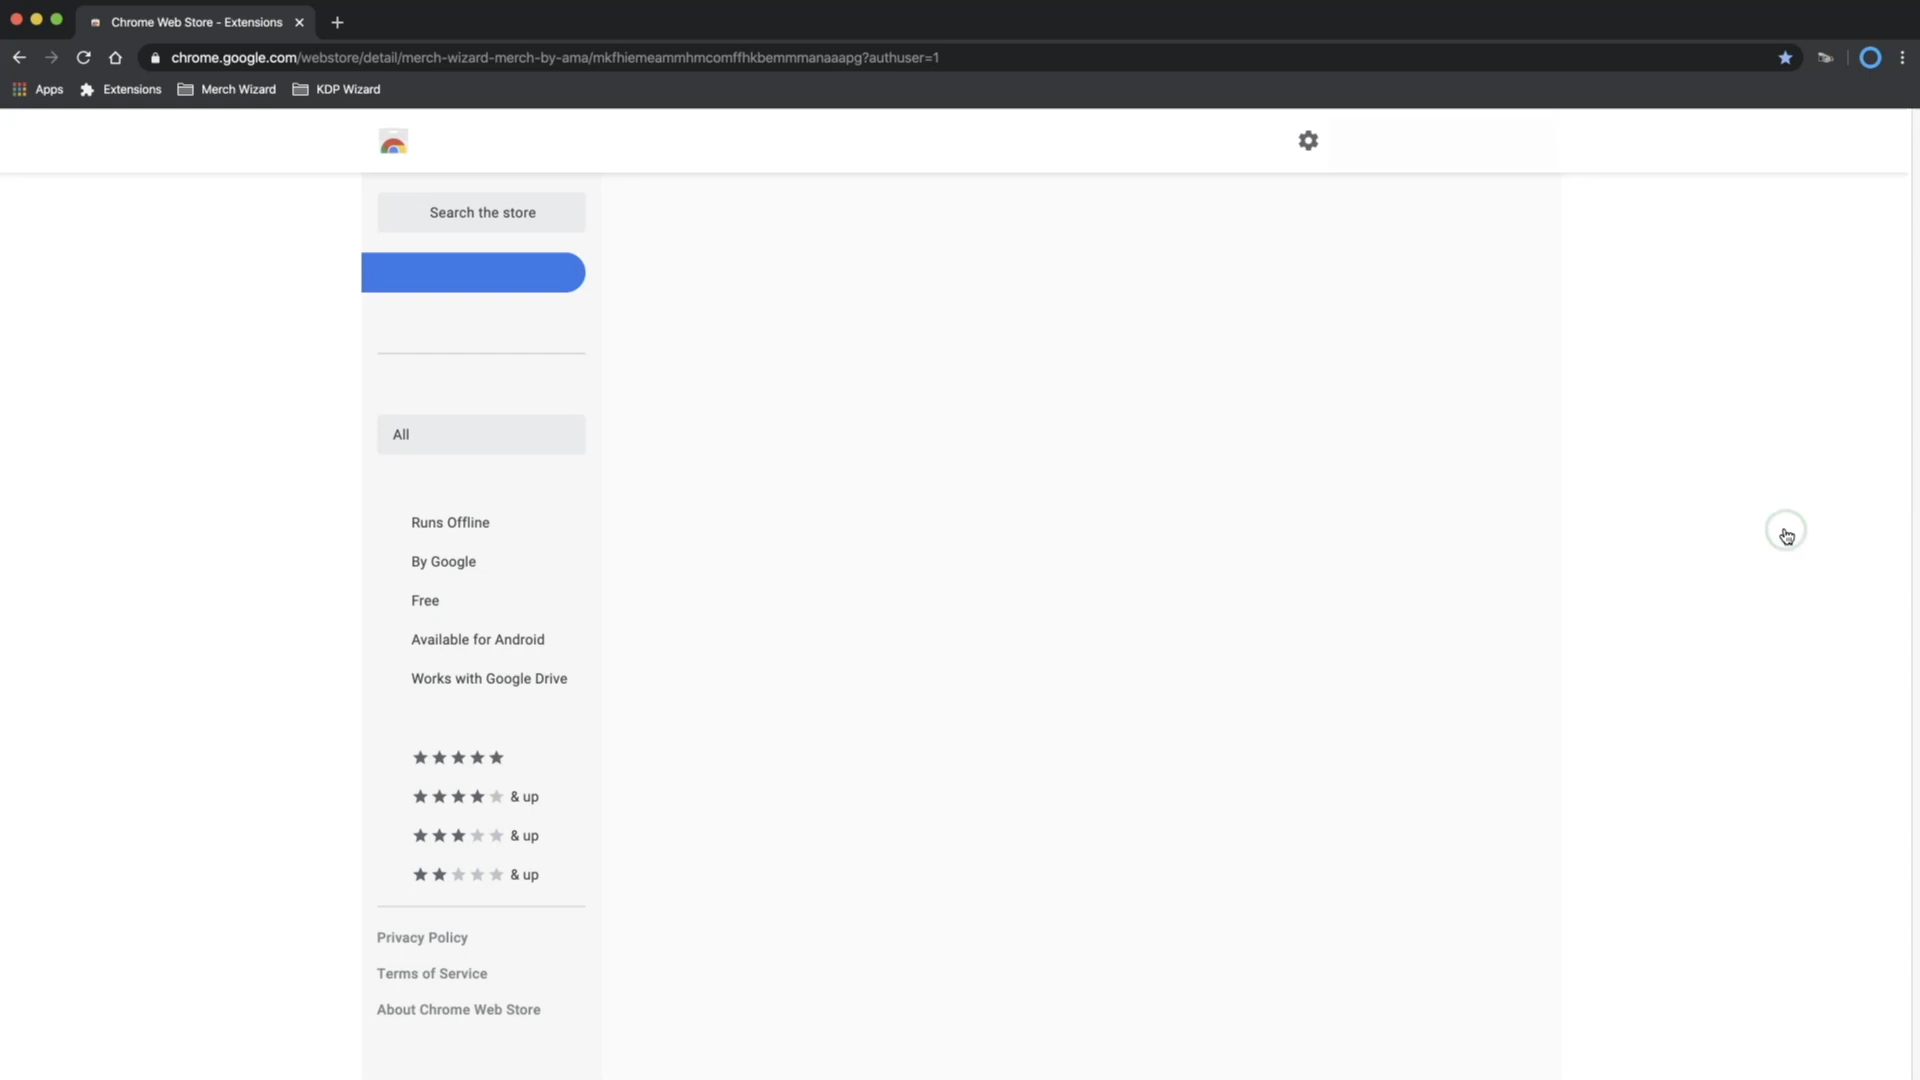 Chrome Web Store - Extensions
chrome.google.com/webstore/detail/merch-wizard-merch-by-ama/mkfhiemeammhmcomffhkbemmmanaaapg?authuser=1
Apps Extensions Merch Wizard KDP Wizard
Search the store
All
Runs Offline
By Google
Free
Available for Android
Works with Google Drive
& up
& up
& up
Privacy Policy
Terms of Service
About Chrome Web Store